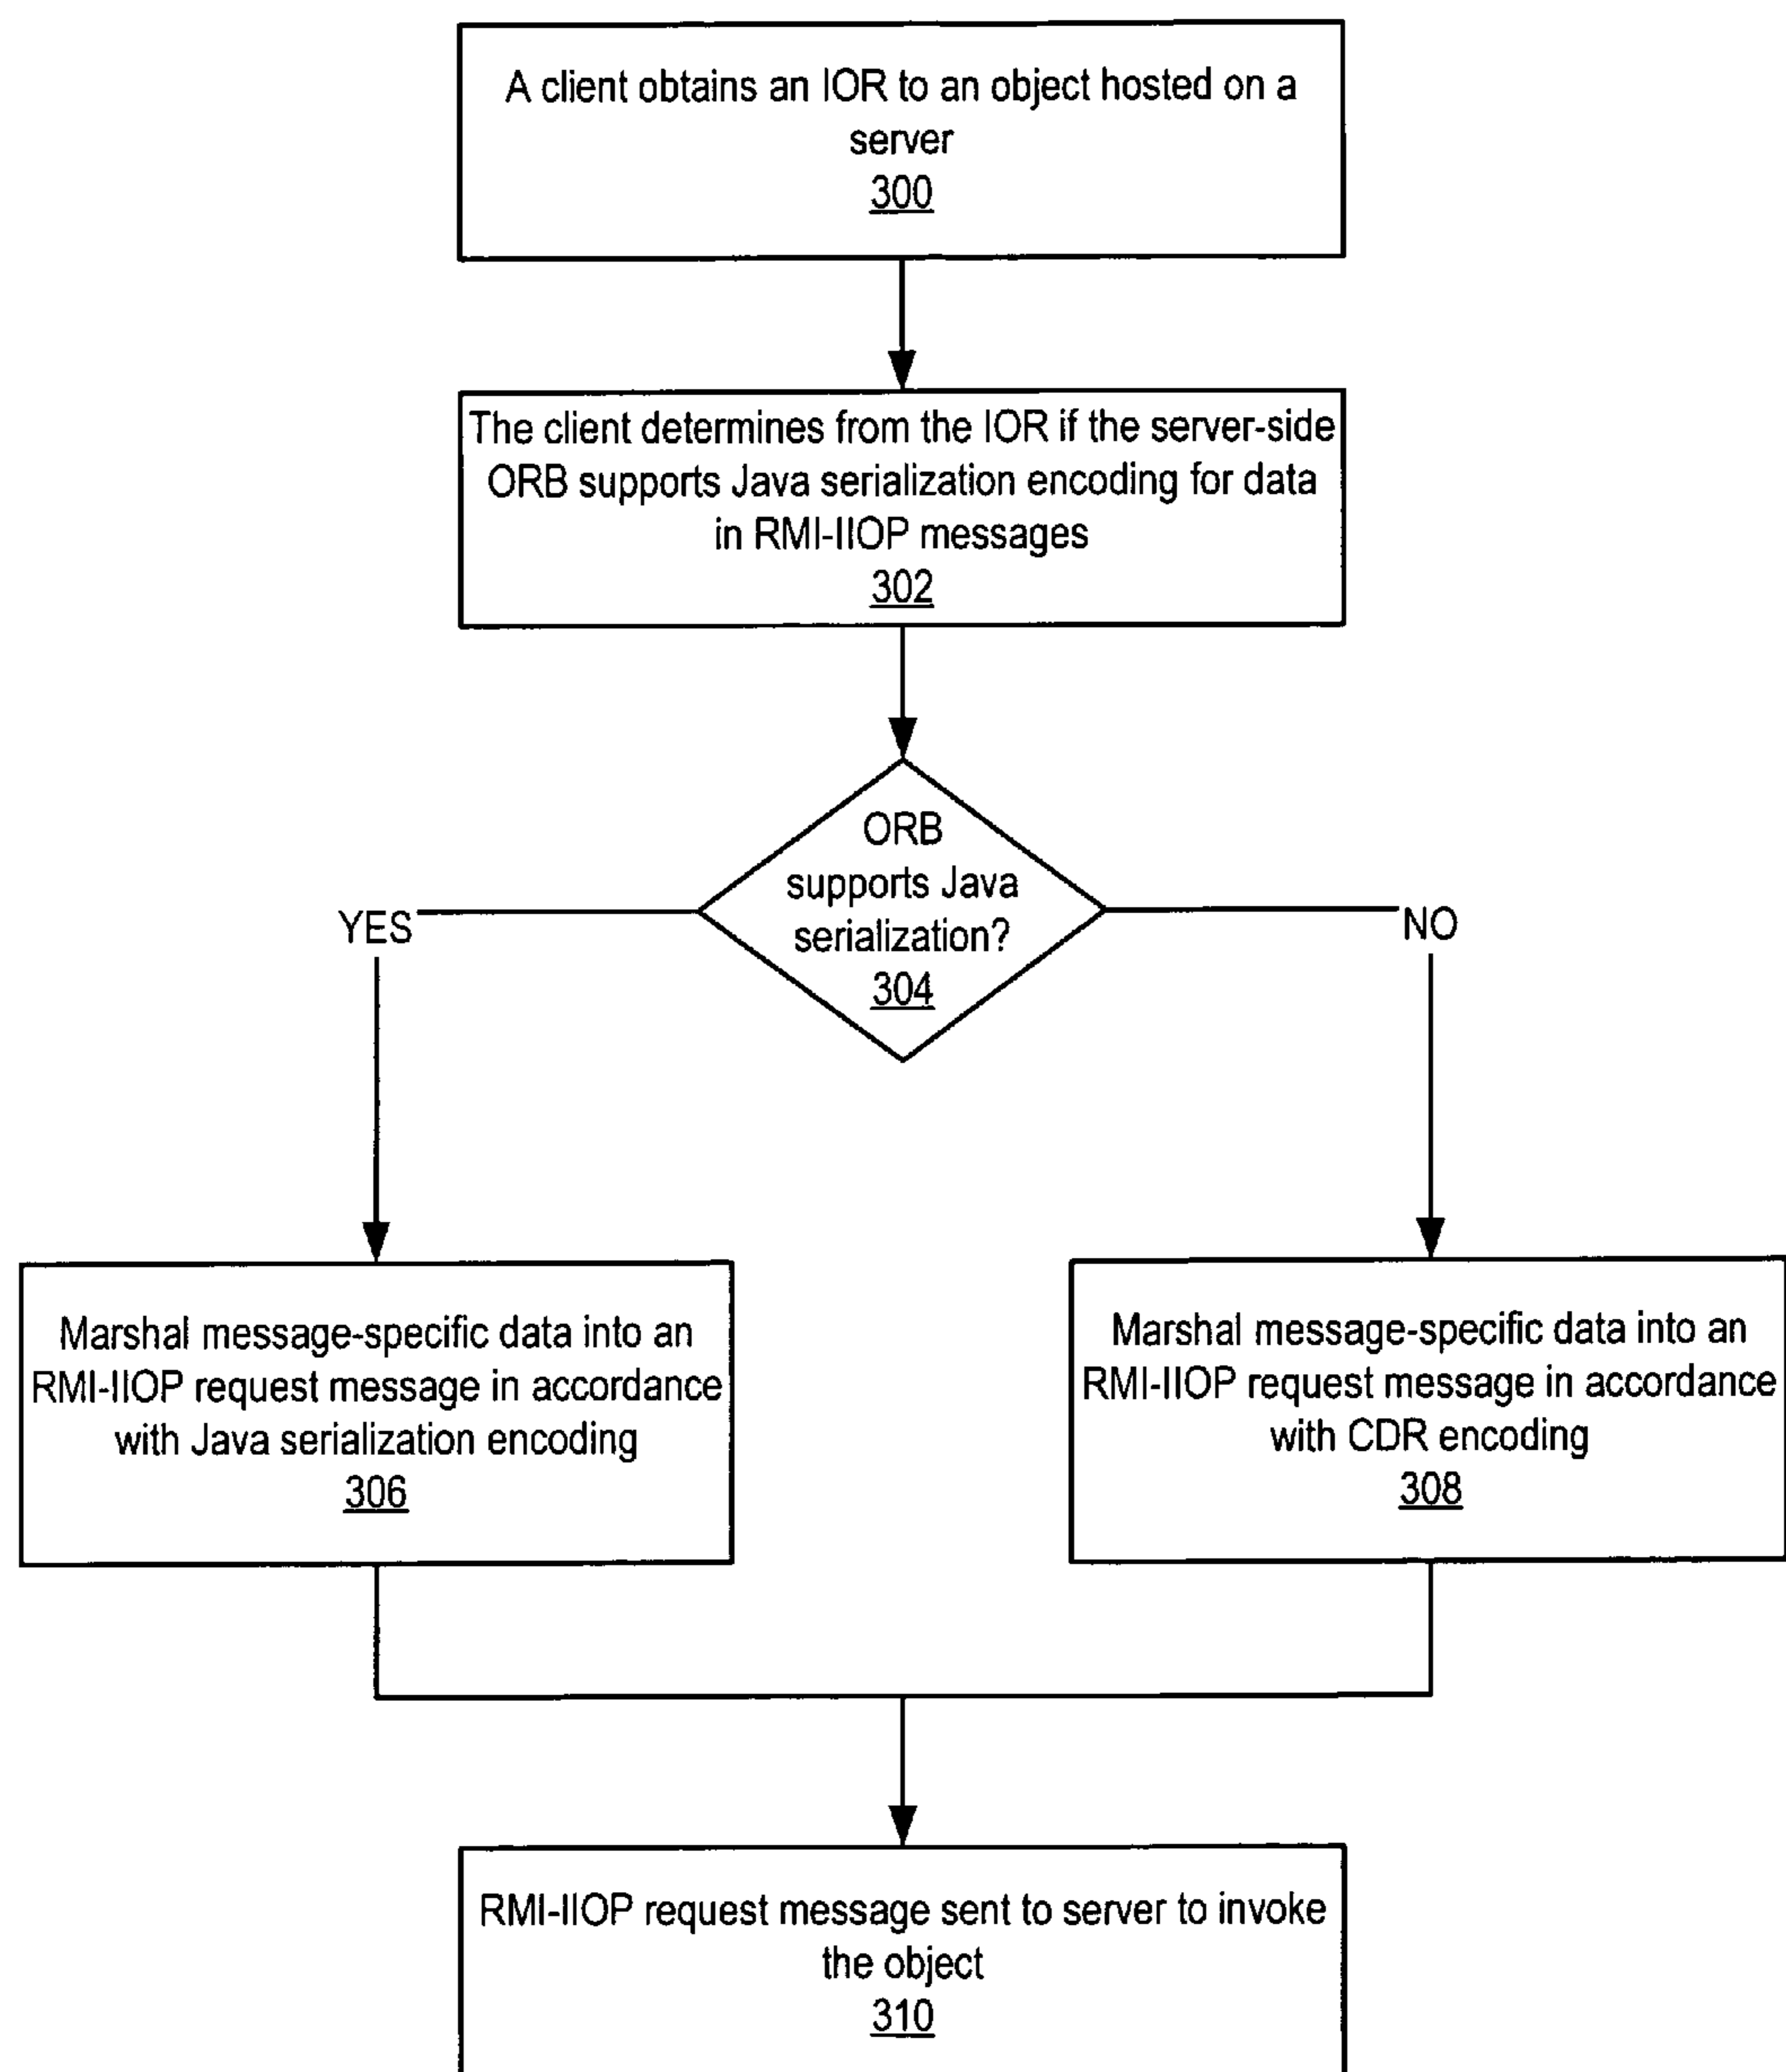 A client obtains an IOR to an object hosted on a
server
300
The client determines from the IOR if the server-side
ORB supports Java serialization encoding for data
in RMI-IIOP messages
302
ORB
supports Java
serialization?
304
YES
NO
Marshal message-specific data into an
RMI-IIOP request message in accordance
with Java serialization encoding
306
Marshal message-specific data into an
RMI-IIOP request message in accordance
with CDR encoding
308
RMI-IIOP request message sent to server to invoke
the object
310